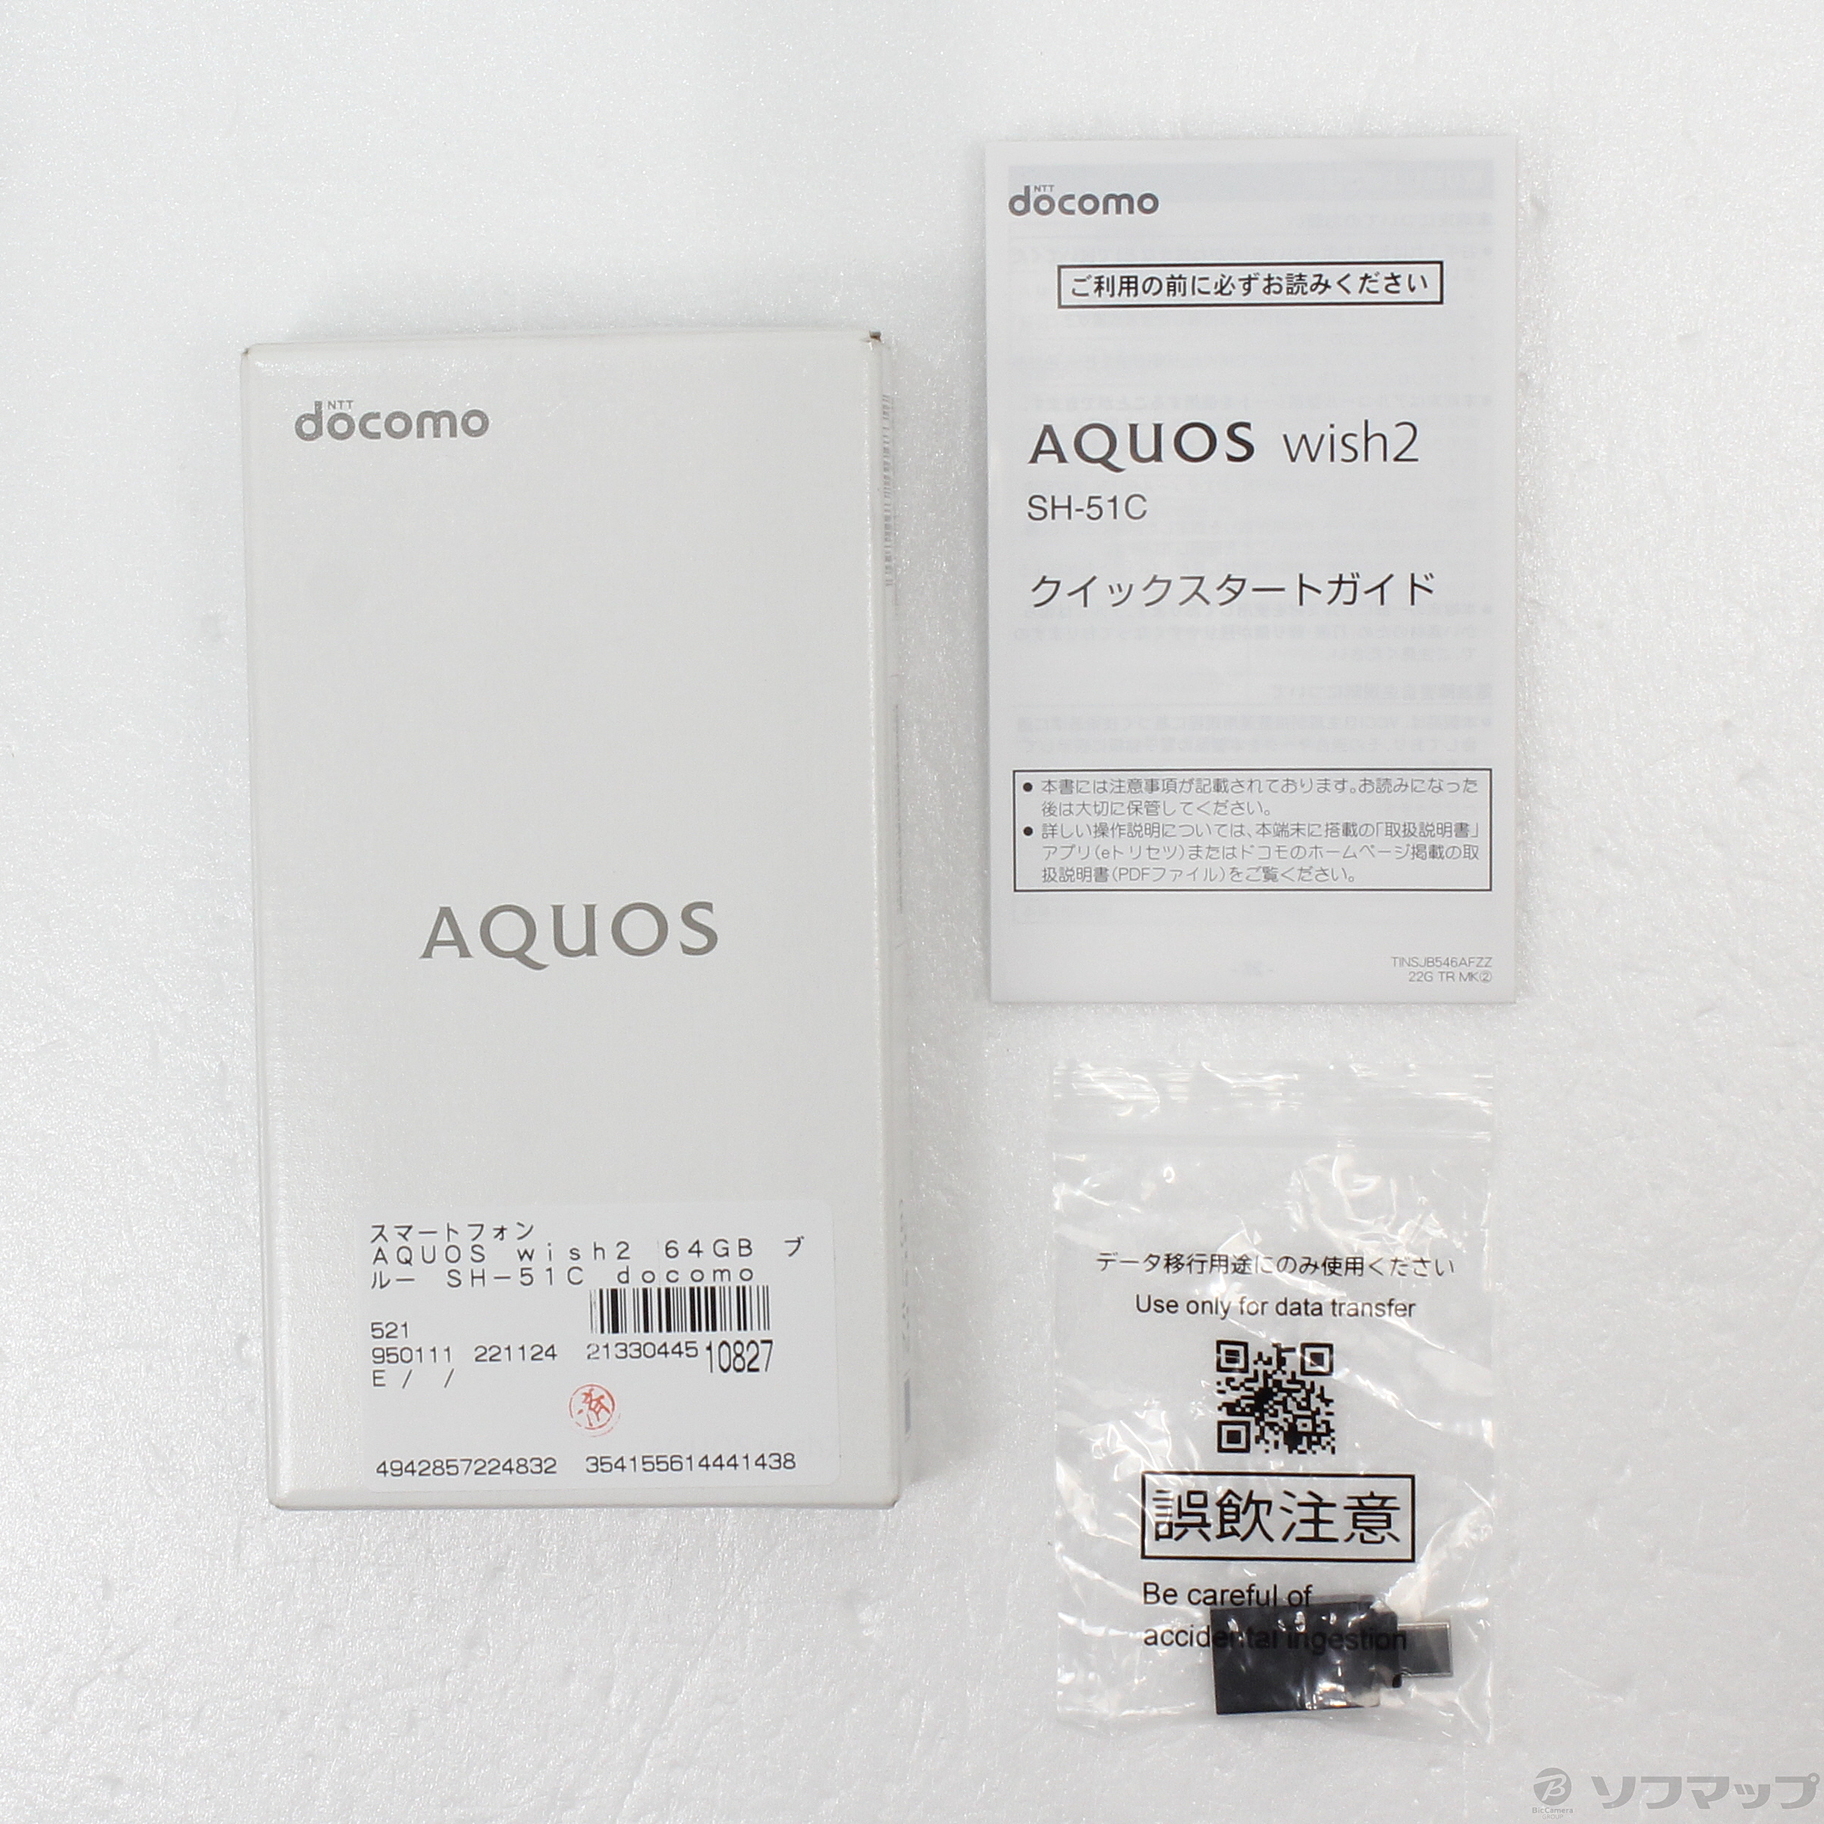 NTT
docomo
AQUOS
スマートフォン
AQUOS wish2 64GB ブ
ルー SH-51C docomo
521
950111 221124 21330445 10827
E / /
済
4942857224832 354155614441438
NTT
docomo
ご利用の前に必ずお読みください
AQUOS wish2
SH-51C
クイックスタートガイド
● 本書には注意事項が記載されております。お読みになった
後は大切に保管してください。
● 詳しい操作説明については、本端末に搭載の「取扱説明書」
アプリ(eトリセツ)またはドコモのホームページ掲載の取
扱説明書(PDFファイル)をご覧ください。
TINSJB546AFZZ
22G TR MK②
データ移行用途にのみ使用ください
Use only for data transfer
誤飲注意
Be careful of
accidental ingestion
B ソフマップ
BicCamera
GROUP